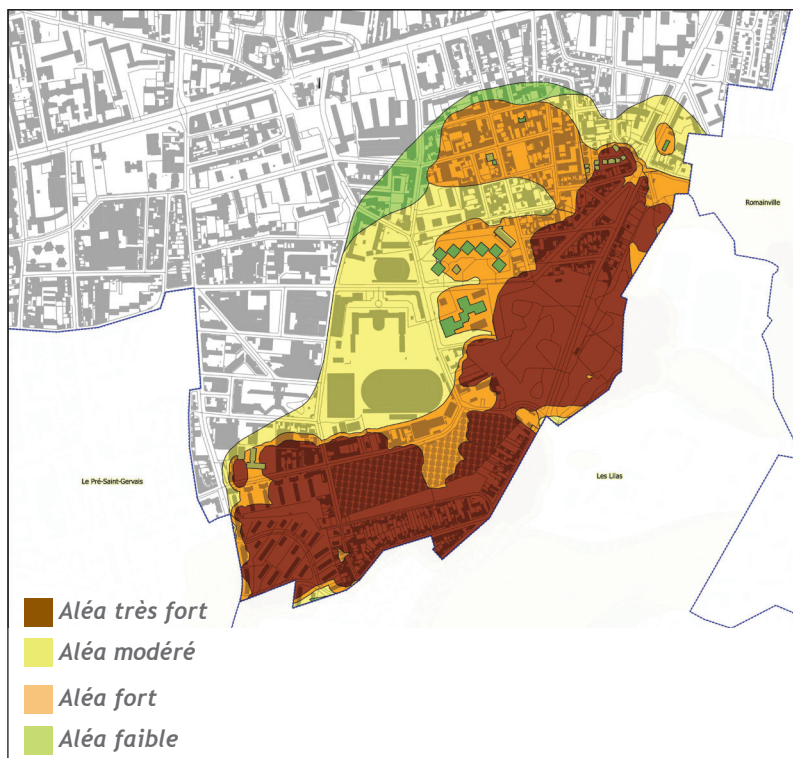 Romainville
Le Pré-Saint-Gervais
Les Lilas
Aléa très fort
Aléa modéré
Aléa fort
Aléa faible